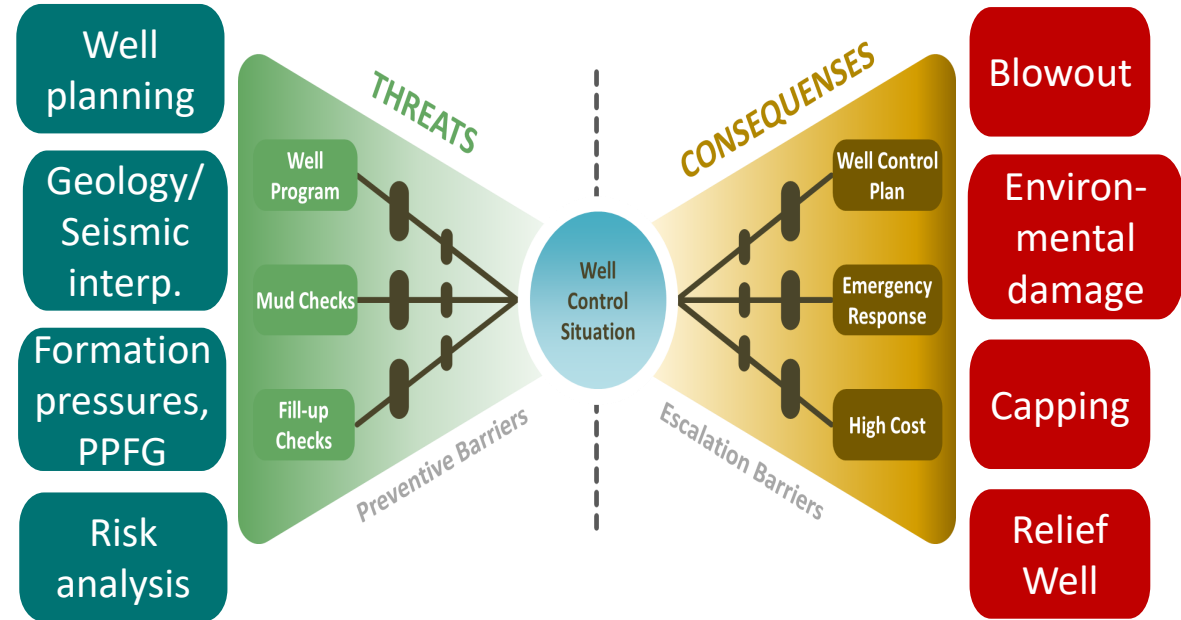 Well
planning
Geology/
Seismic
interp.
Formation
pressures,
PPFG
Risk
analysis
THREATS
Well
Program
Mud Checks
Fill-up
Checks
Preventive Barriers
Well
Control
Situation
CONSEQUENSES
Well Control
Plan
Emergency
Response
High Cost
Escalation Barriers
Blowout
Environ-
mental
damage
Capping
Relief
Well